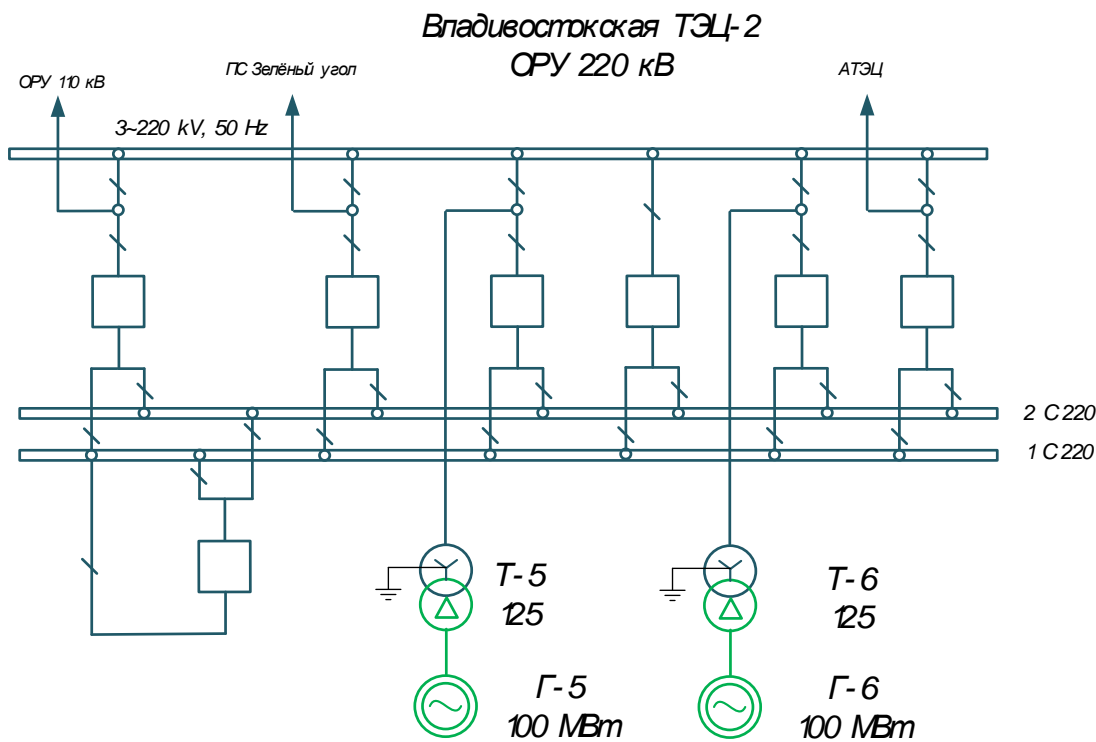 Владивостокская ТЭЦ-2
ОРУ 220 кВ
ОРУ 110 кВ
ПС Зелёный угол
АТЭЦ
3~220 kV, 50 Hz
2 С 220
1 С 220
Т-5
125
Т-6
125
Г-5
100 МВт
Г-6
100 МВт